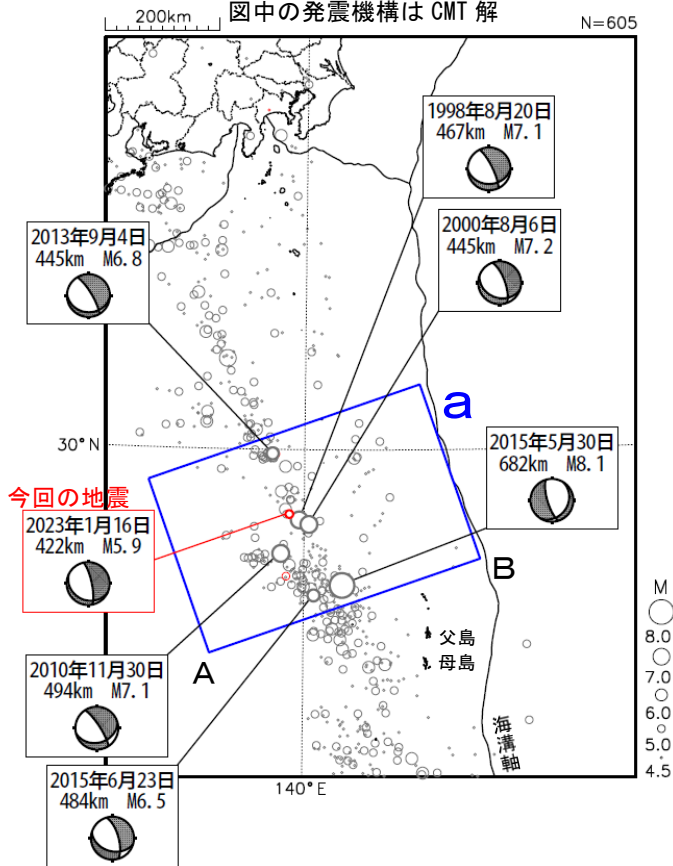 図中の発震機構は CMT 解
200km
N=605
1998年8月20日
467km M7.1
2000年8月6日
445km M7.2
2013年9月4日
445km M6.8
a
30°N
2015年5月30日
682km M8.1
今回の地震
2023年1月16日
422km M5.9
B
A
父島
母島
2010年11月30日
494km M7.1
2015年6月23日
484km M6.5
海溝軸
140°E
M
8.0
7.0
6.0
5.0
4.5